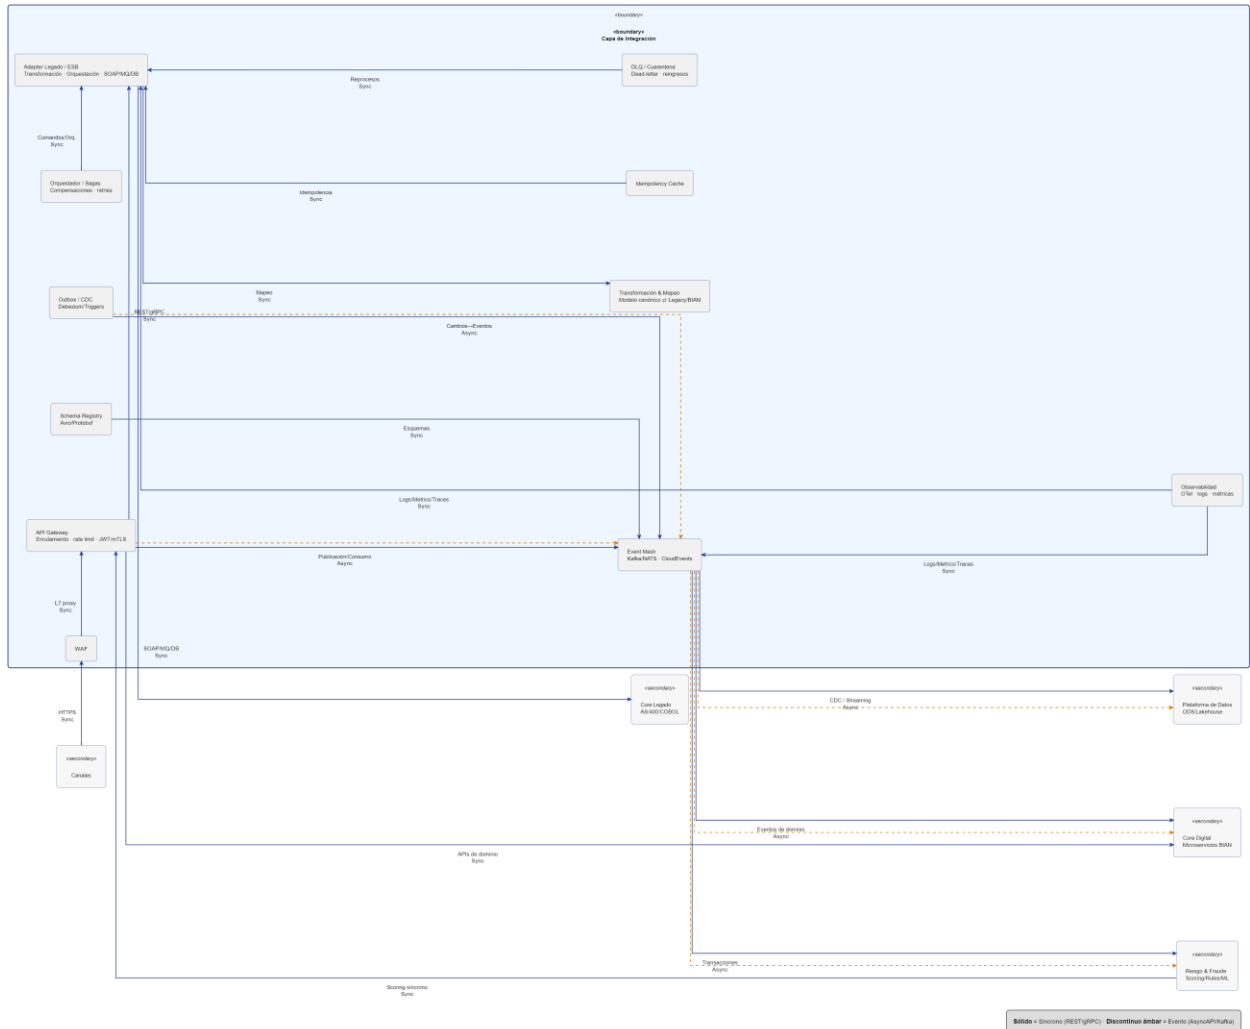 «boundary»
«boundary»
Capa de Integración
Adapter Legado / ESB
Transformación · Orquestación · SOAP/MQ/DB
DLQ / Cuarentena
Dead-letter · reingresos
Reprocesos
Sync
Comandos/Orq.
Sync
Orquestador / Sagas
Compensaciones · retries
Idempotency Cache
Idempotencia
Sync
Outbox / CDC
Debezium/Triggers
Mapeo
Sync
Transformación & Mapeo
Modelo canónico ⇄ Legacy/BIAN
REST/gRPC
Sync
Cambios→Eventos
Async
Schema Registry
Avro/Protobuf
Esquemas
Sync
Observabilidad
OTel · logs · métricas
Logs/Metrics/Traces
Sync
API Gateway
Enrutamiento · rate limit · JWT/mTLS
Publicación/Consumo
Async
Event Mesh
Kafka/NATS · CloudEvents
Logs/Metrics/Traces
Sync
L7 proxy
Sync
WAF
SOAP/MQ/DB
Sync
HTTPS
Sync
«secondary»
Core Legado
AS/400/COBOL
CDC / Streaming
Async
«secondary»
Plataforma de Datos
ODS/Lakehouse
«secondary»
Canales
Eventos de dominio
Async
«secondary»
Core Digital
Microservicios BIAN
APIs de dominio
Sync
Transacciones
Async
«secondary»
Riesgo & Fraude
Scoring/Rules/ML
Scoring síncrono
Sync
Sólido = Síncrono (REST/gRPC) · Discontinuo ámbar = Evento (AsyncAPI/Kafka)